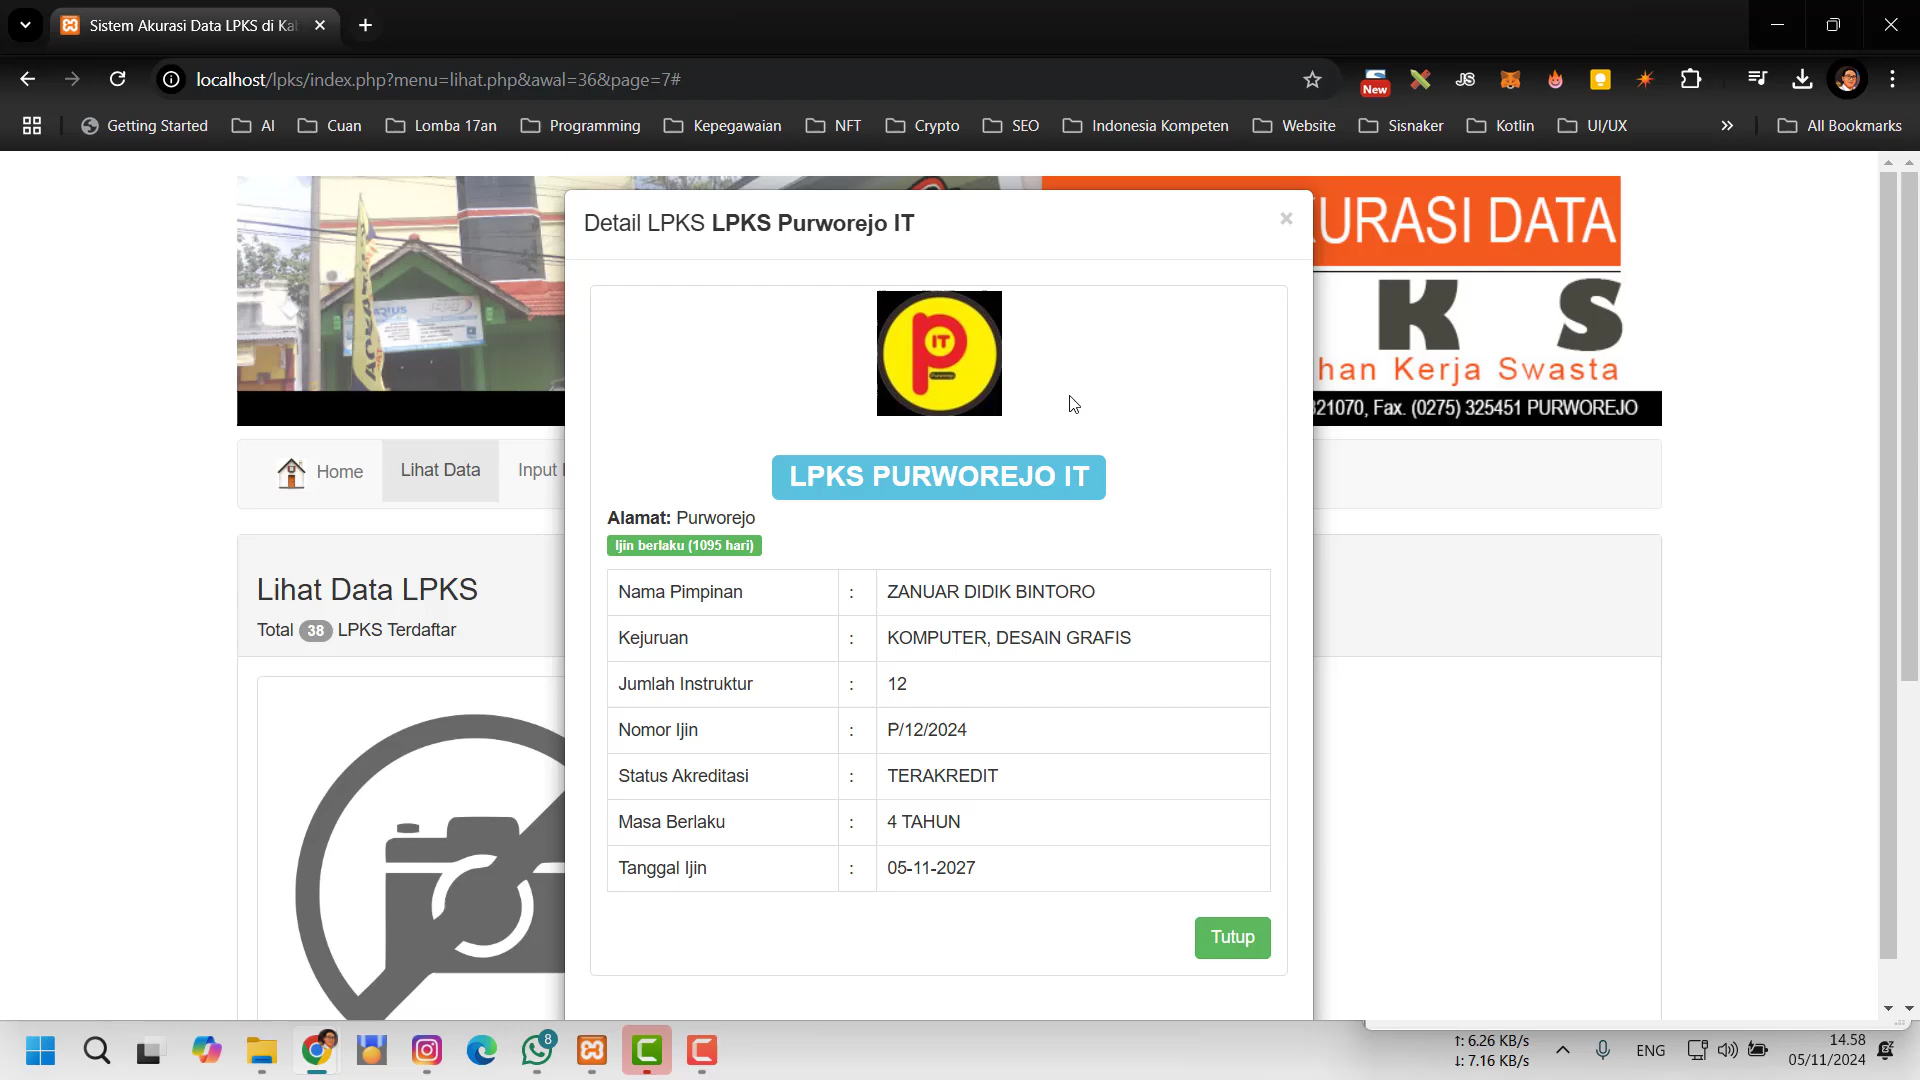 Sistem Akurasi Data LPKS di Ka
localhost/lpks/index.php?menu=lihat.php&awal=36&page=7#
New
JS
Getting Started
AI
Cuan
Lomba 17an
Programming
Kepegawaian
NFT
Crypto
SEO
Indonesia Kompeten
Website
Sisnaker
Kotlin
UI/UX
All Bookmarks
KURASI DATA
K S
han Kerja Swasta
321070, Fax. (0275) 325451 PURWOREJO
Detail LPKS LPKS Purworejo IT
×
IT
LPKS PURWOREJO IT
Alamat: Purworejo
Ijin berlaku (1095 hari)
Nama Pimpinan : ZANUAR DIDIK BINTORO
Kejuruan : KOMPUTER, DESAIN GRAFIS
Jumlah Instruktur : 12
Nomor Ijin : P/12/2024
Status Akreditasi : TERAKREDIT
Masa Berlaku : 4 TAHUN
Tanggal Ijin : 05-11-2027
Tutup
Home
Lihat Data
Input
Lihat Data LPKS
Total 38 LPKS Terdaftar
8
↑: 6.26 KB/s
↓: 7.16 KB/s
ENG
14.58
05/11/2024